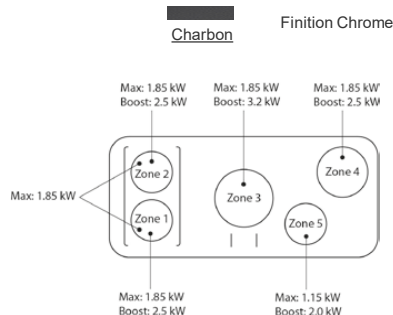 Charbon
Finition Chrome
Max: 1.85 kW
Boost: 2.5 kW
Max: 1.85 kW
Boost: 3.2 kW
Max: 1.85 kW
Boost: 2.5 kW
Zone 2
Zone 4
Max: 1.85 kW
Zone 3
Zone 1
Zone 5
Max: 1.85 kW
Boost: 2.5 kW
Max: 1.15 kW
Boost: 2.0 kW